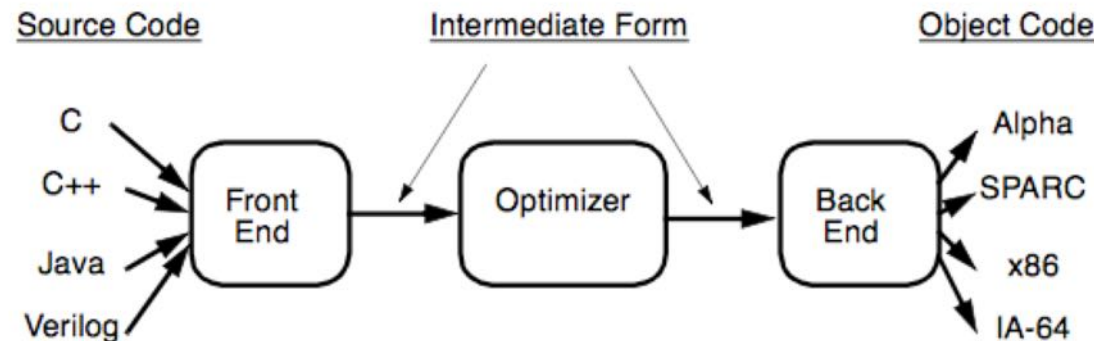 Source Code
Intermediate Form
Object Code
C
C++
Java
Verilog
Front
End
Optimizer
Back
End
Alpha
SPARC
x86
IA-64